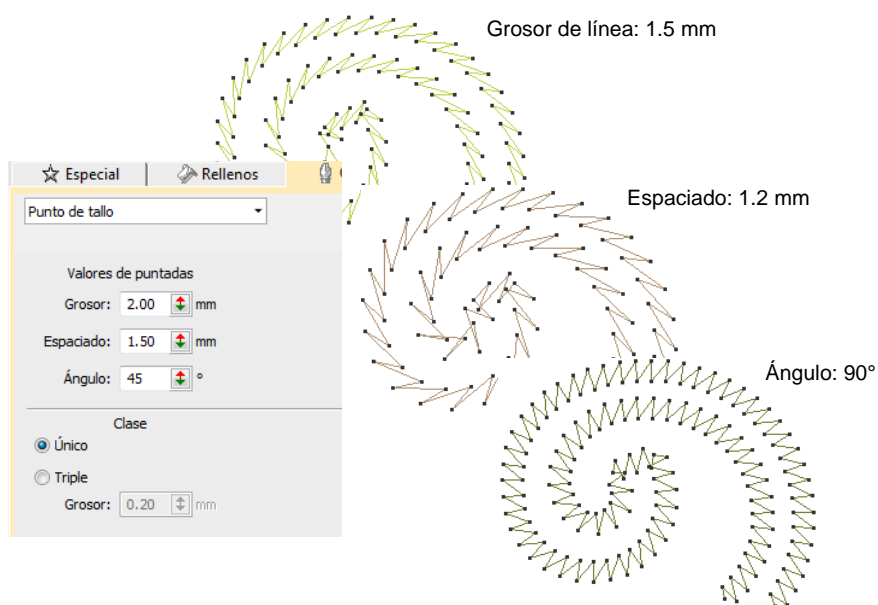 Grosor de línea: 1.5 mm
Especial
Rellenos
Punto de tallo
Espaciado: 1.2 mm
Valores de puntadas
Grosor: 2.00 mm
Espaciado: 1.50 mm
Ángulo: 45 °
Ángulo: 90°
Clase
Único
Triple
Grosor: 0.20 mm